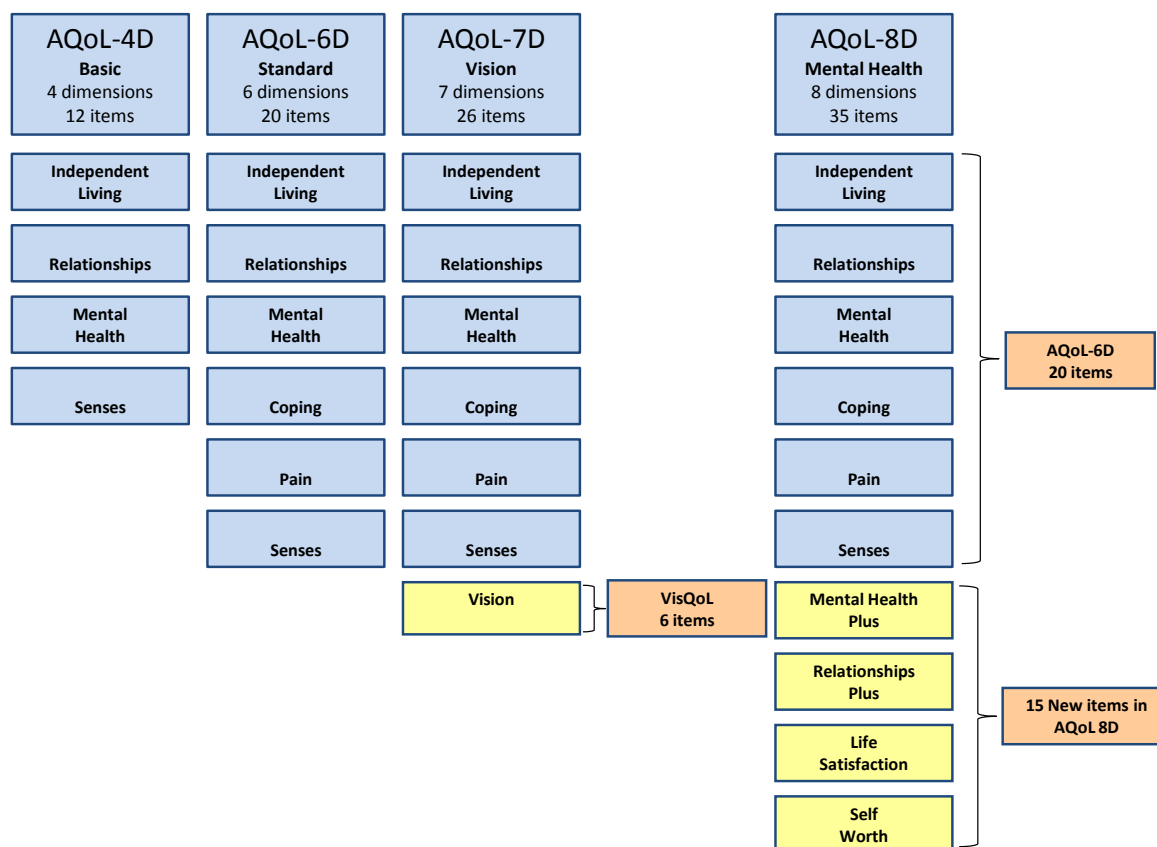 AQoL-4D
Basic
4 dimensions
12 items
Independent
Living
Relationships
Mental
Health
Senses
AQoL-6D
Standard
6 dimensions
20 items
Independent
Living
Relationships
Mental
Health
Coping
Pain
Senses
AQoL-7D
Vision
7 dimensions
26 items
Independent
Living
Relationships
Mental
Health
Coping
Pain
Senses
Vision
VisQoL
6 items
AQoL-8D
Mental Health
8 dimensions
35 items
Independent
Living
Relationships
Mental
Health
Coping
Pain
Senses
Mental Health
Plus
Relationships
Plus
Life
Satisfaction
Self
Worth
AQoL-6D
20 items
15 New items in
AQoL 8D